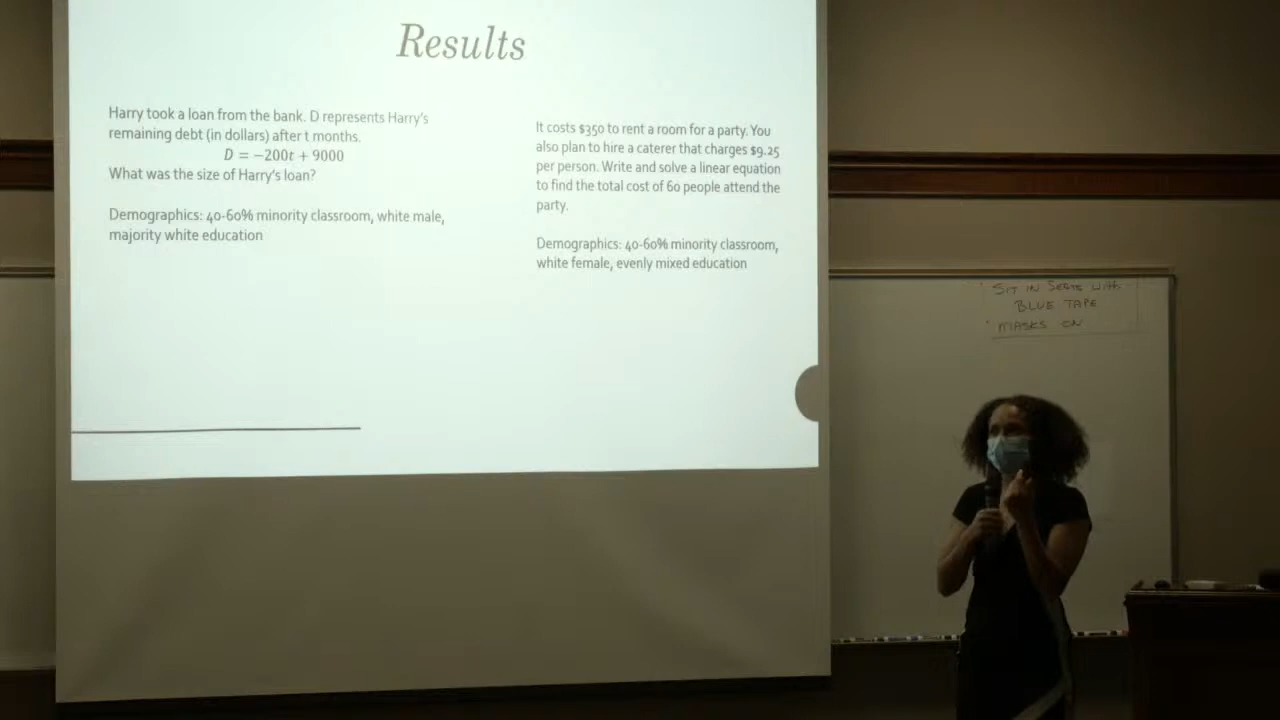 Results
Harry took a loan from the bank. D represents Harry's
remaining debt (in dollars) after t months.
D = −200t + 9000
What was the size of Harry's loan?
Demographics: 40-60% minority classroom, white male,
majority white education
It costs $350 to rent a room for a party. You
also plan to hire a caterer that charges $9.25
per person. Write and solve a linear equation
to find the total cost of 60 people attend the
party.
Demographics: 40-60% minority classroom,
white female, evenly mixed education
· SIT IN SEATS WITH
BLUE TAPE
· MASKS ON